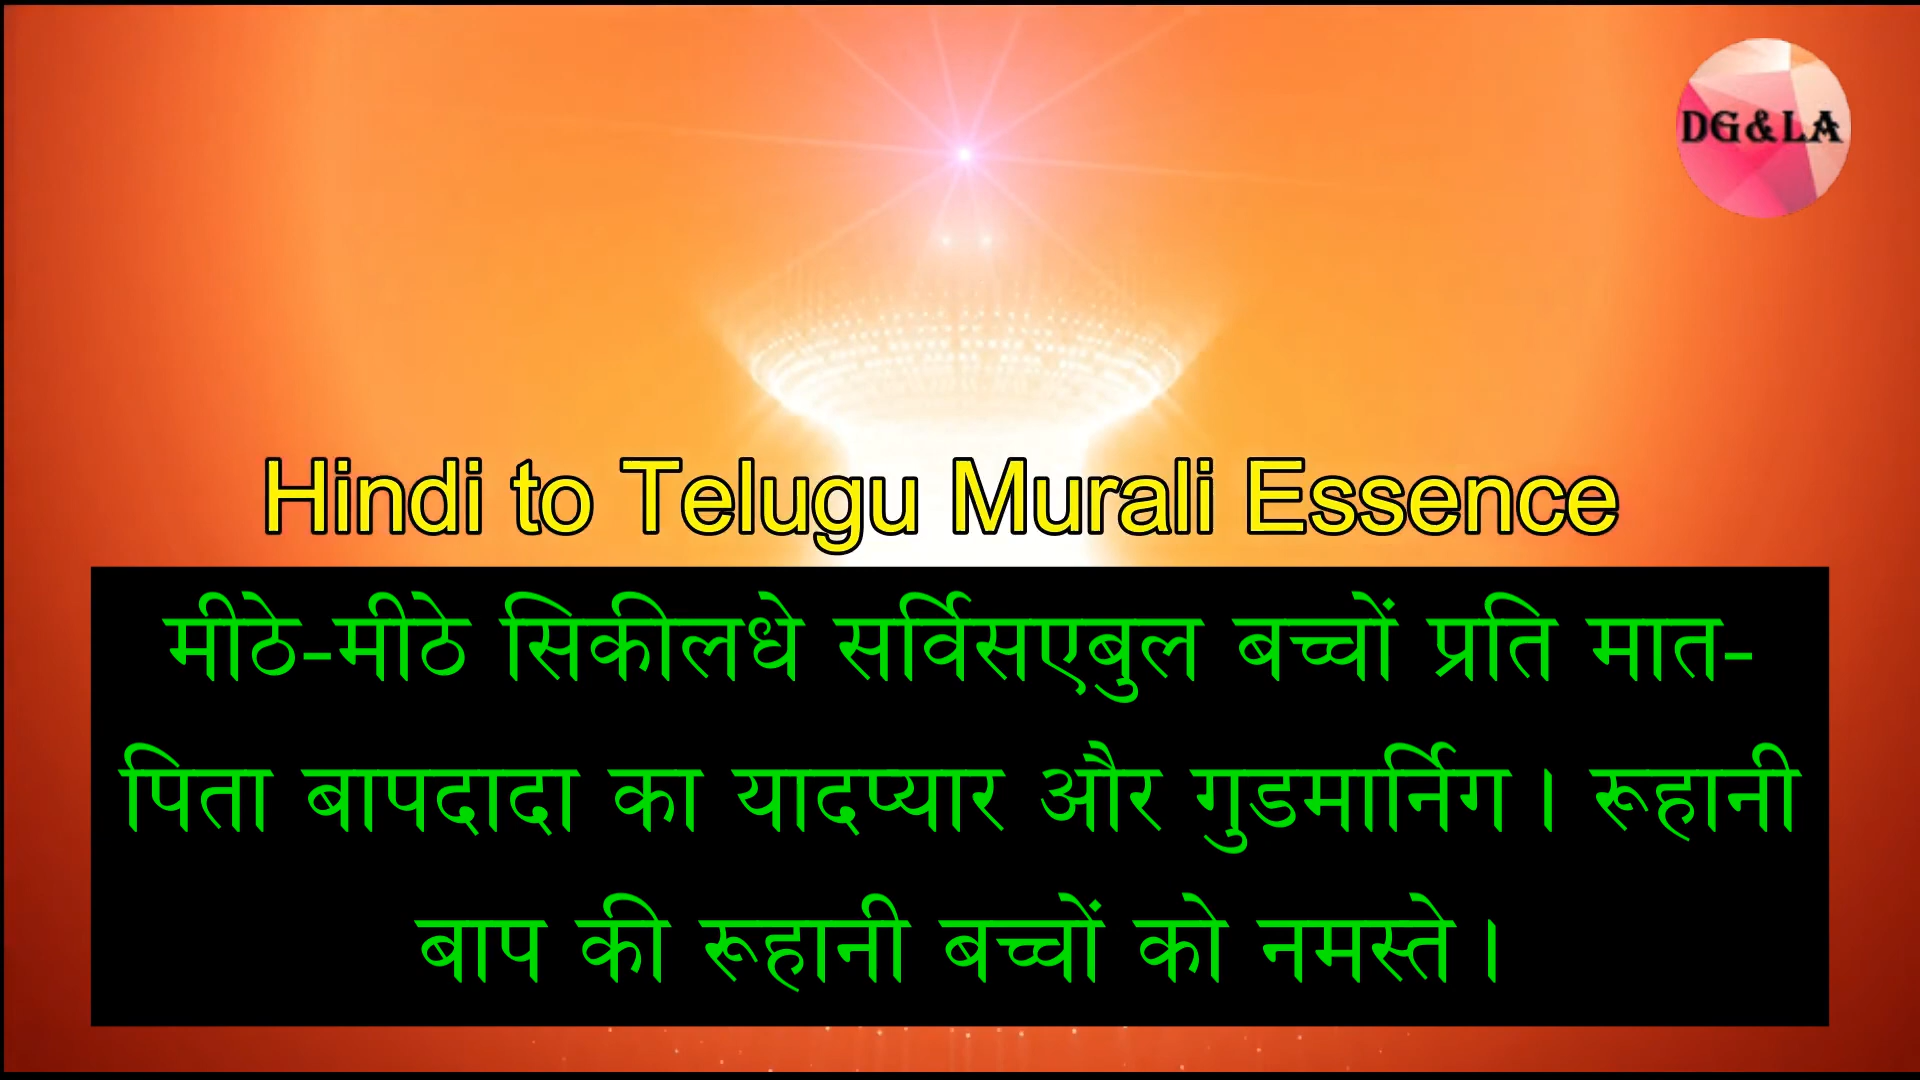 DG&LA
Hindi to Telugu Murali Essence
मीठे-मीठे सिकीलधे सर्विसएबुल बच्चों प्रति मात-
पिता बापदादा का यादप्यार और गुडमार्निग। रूहानी
बाप की रूहानी बच्चों को नमस्ते।